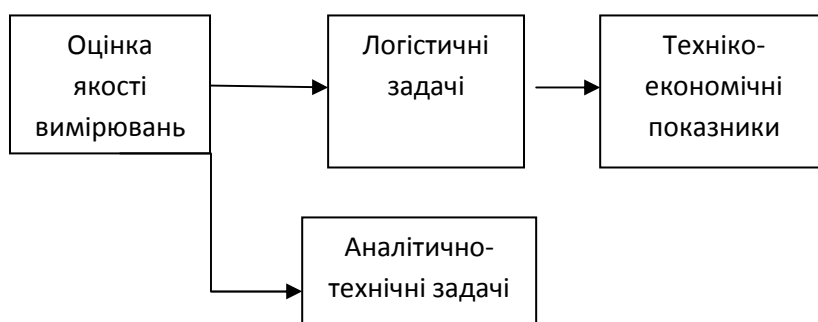 Оцінка
якості
вимірювань
Логістичні
задачі
Техніко-
економічні
показники
Аналітично-
технічні задачі